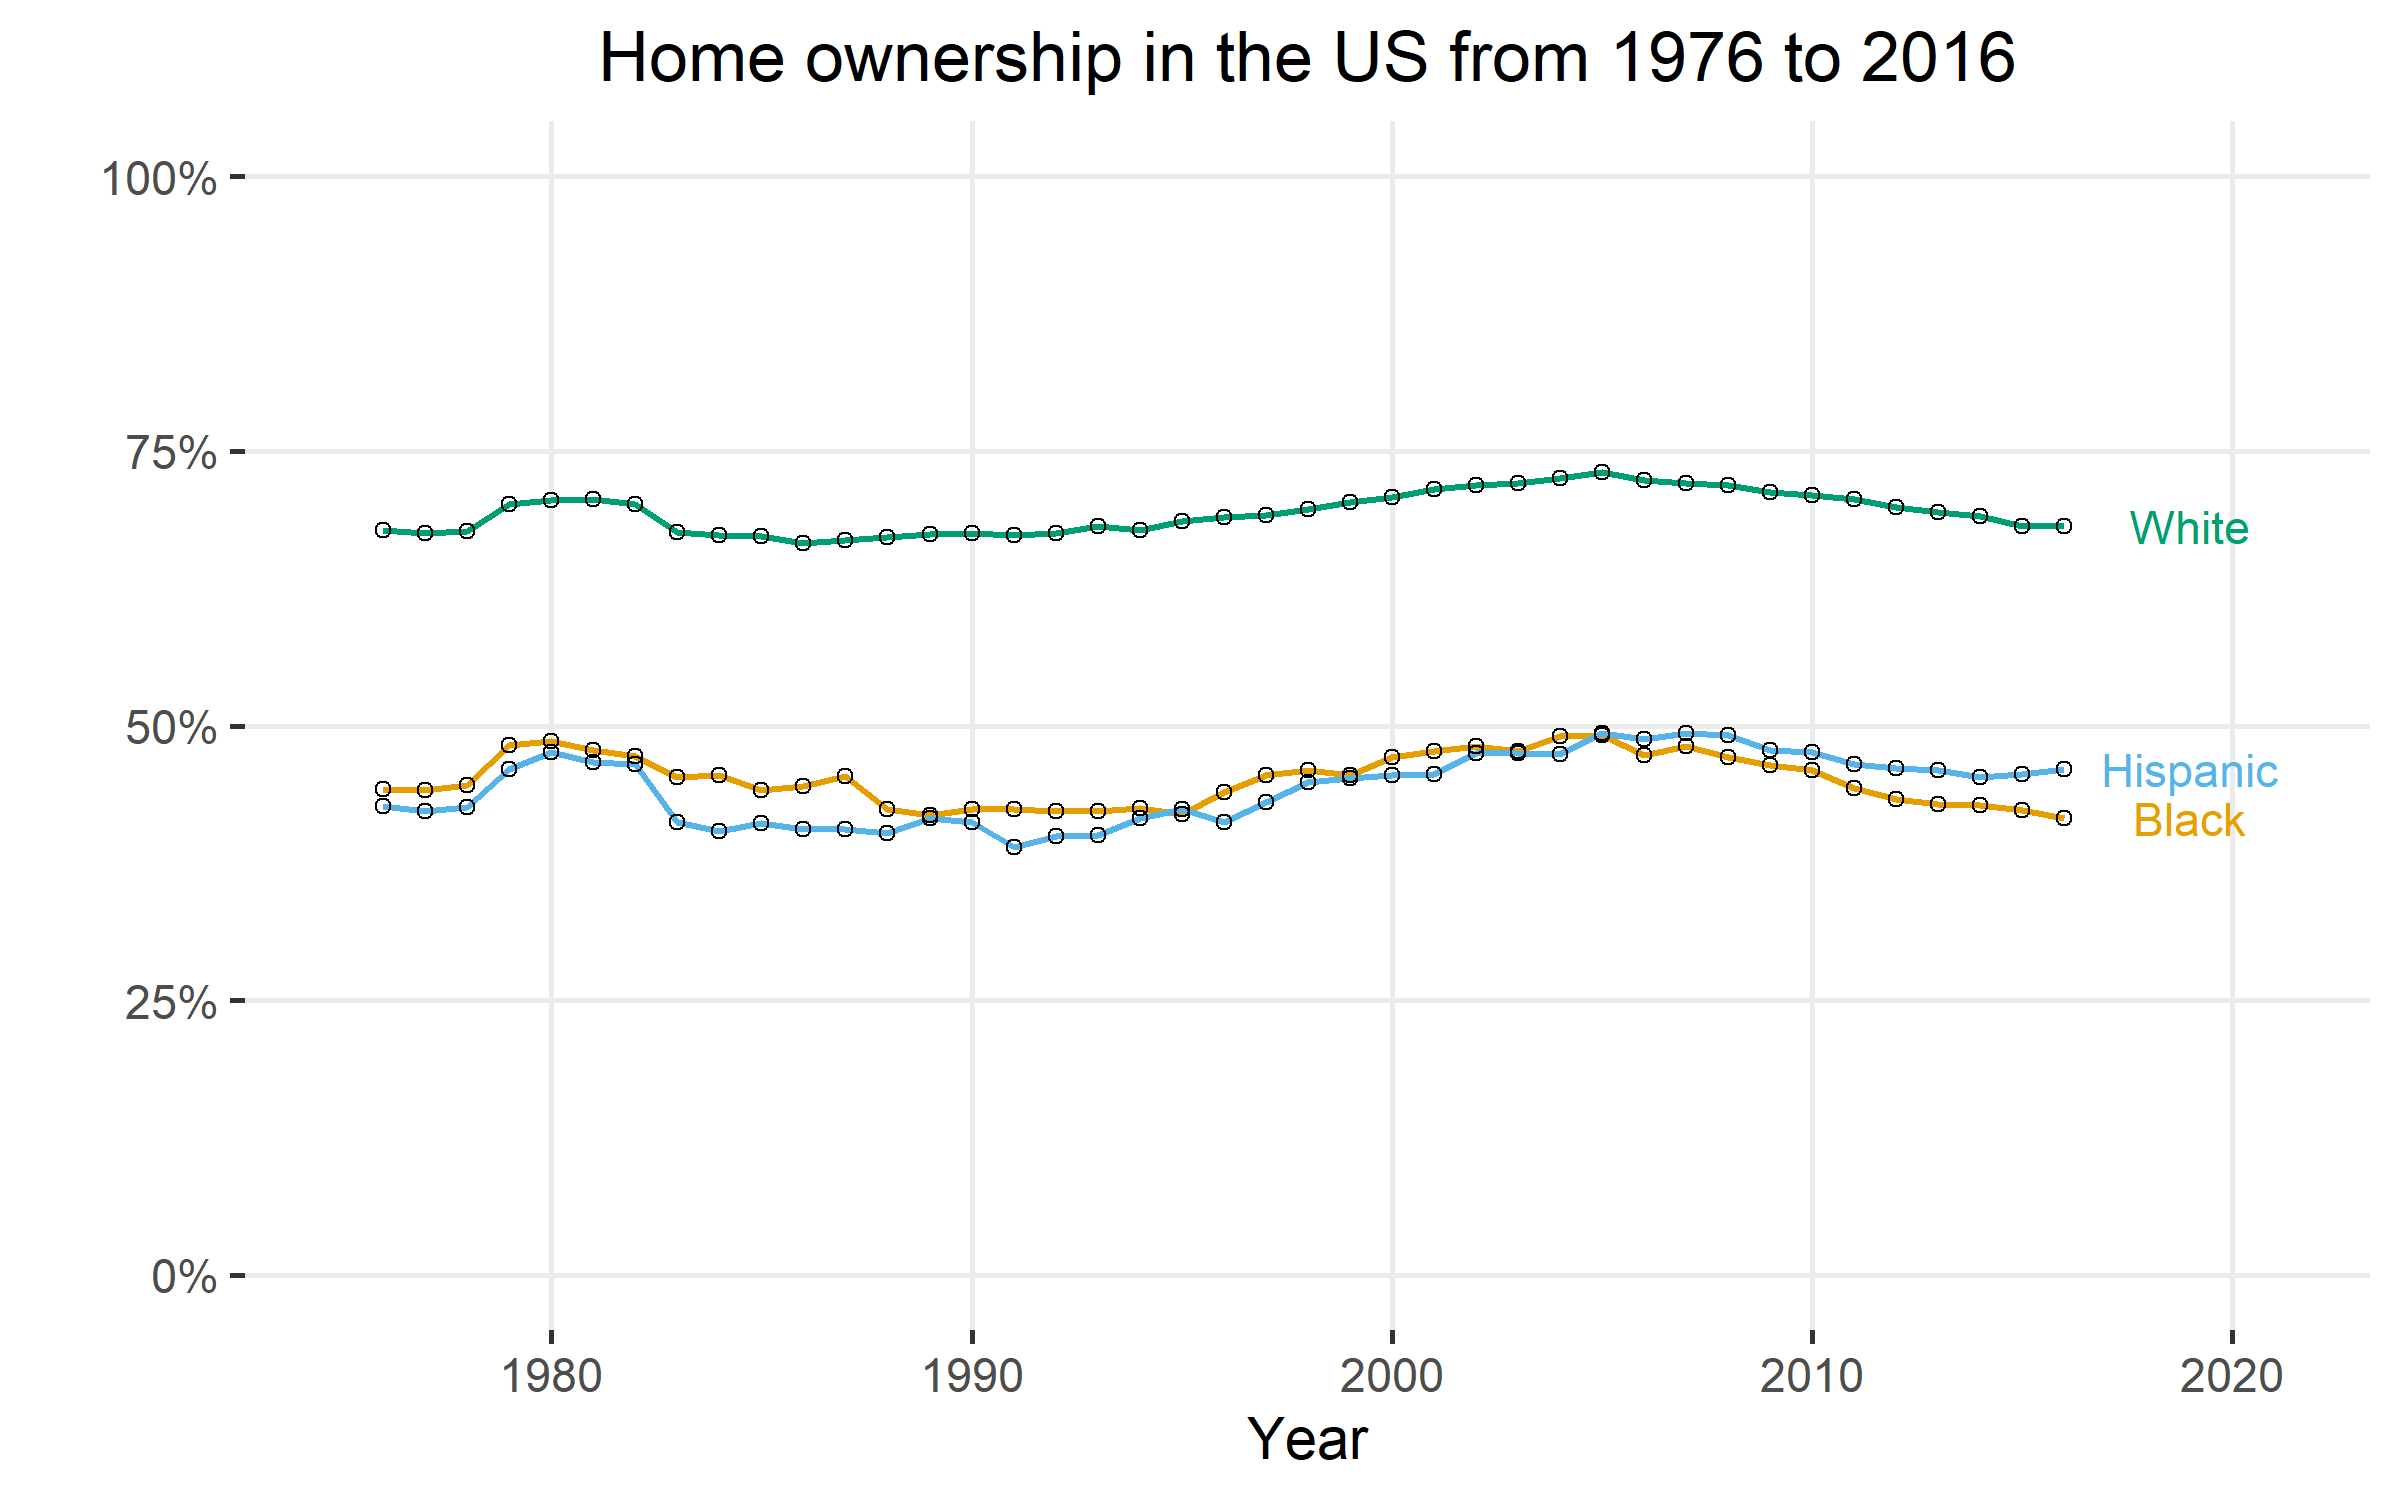 Home ownership in the US from 1976 to 2016
100%
75%
White
50%
Hispanic
Black
25%
0%
1980 1990 2000 2010 2020
Year